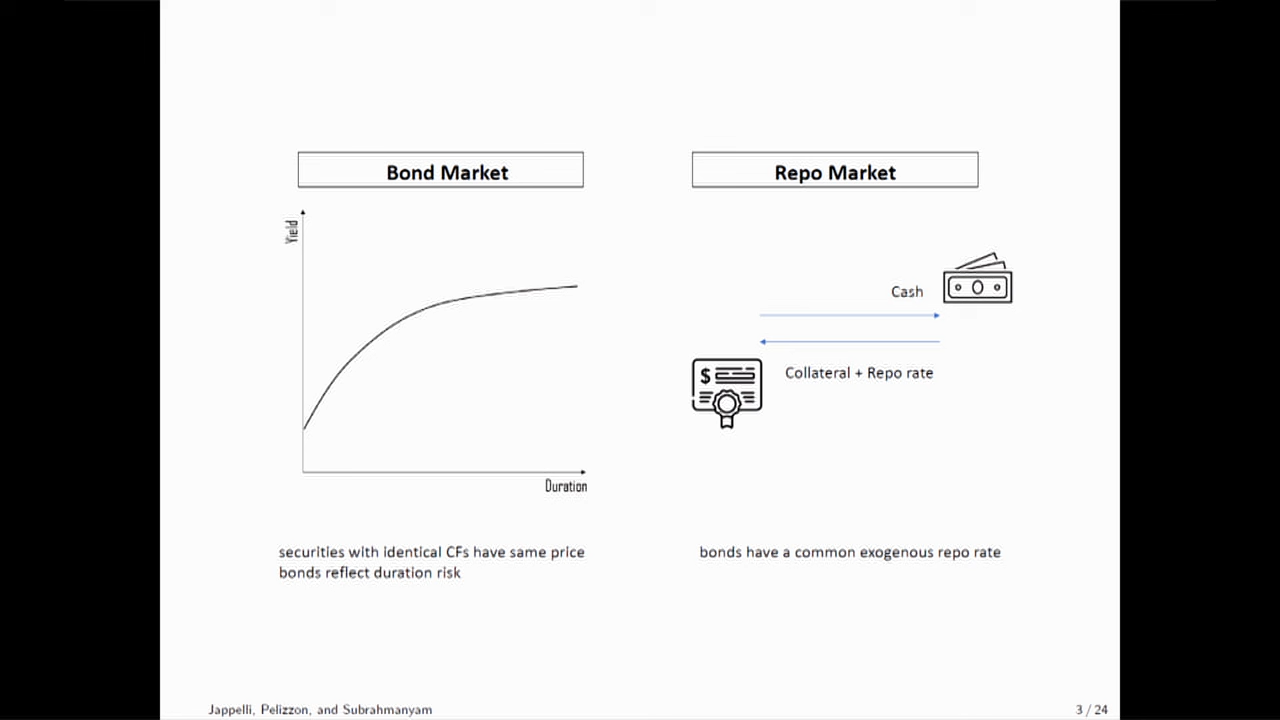 Bond Market
Repo Market
Yield
Duration
Cash
Collateral + Repo rate
$
securities with identical CFs have same price
bonds reflect duration risk
bonds have a common exogenous repo rate
Jappelli, Pelizzon, and Subrahmanyam
3 / 24